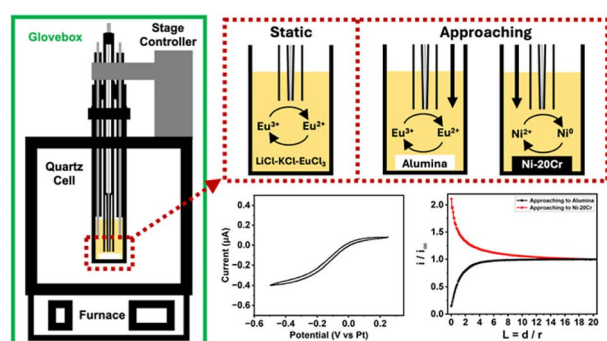 Glovebox
Stage
Controller
Quartz
Cell
Furnace
Static
Approaching
Eu³⁺ Eu²⁺
LiCl-KCl-EuCl₃
Eu³⁺ Eu²⁺
Alumina
Ni²⁺ Ni⁰
Ni-20Cr
Current (µA)
0.4
0.2
0.0
−0.2
−0.4
−0.6 −0.4 −0.2 0.0 0.2
Potential (V vs Pt)
Approaching to Alumina
Approaching to Ni-20Cr
i / i∞
2.0
1.5
1.0
0.5
0.0
0 2 4 6 8 10 12 14 16 18 20
L = d / r